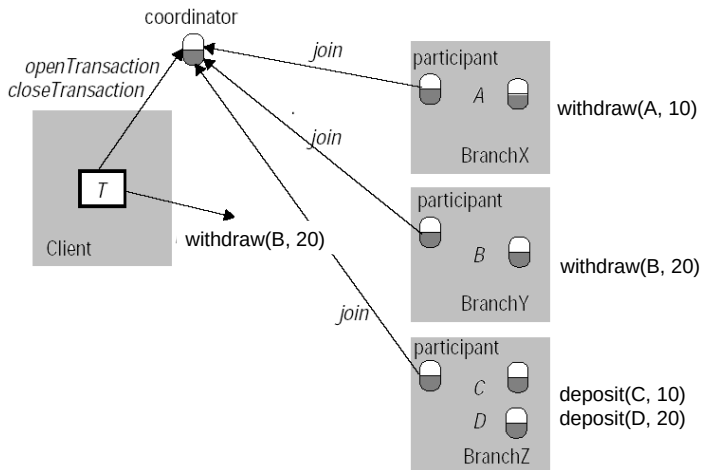 coordinator
openTransaction
closeTransaction
join
participant
A
withdraw(A, 10)
BranchX
join
T
Client
withdraw(B, 20)
participant
B
withdraw(B, 20)
BranchY
join
participant
C
deposit(C, 10)
D
deposit(D, 20)
BranchZ